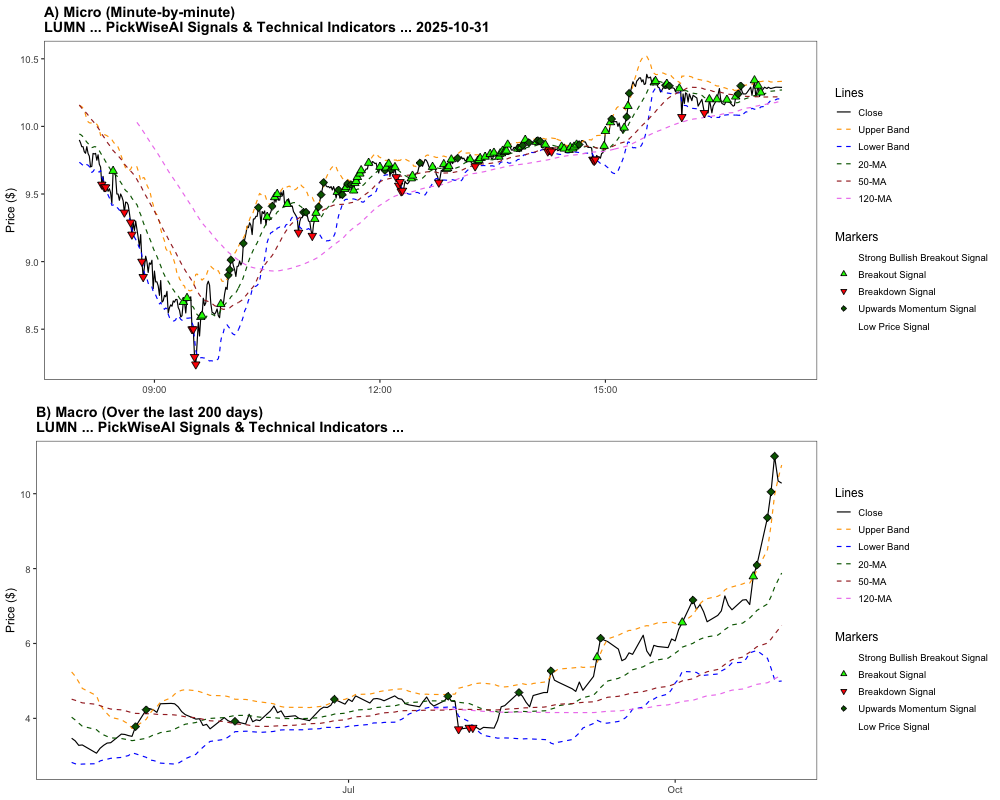 A) Micro (Minute-by-minute)
LUMN ... PickWiseAI Signals & Technical Indicators ... 2025-10-31
Price ($)
10.5
10.0
9.5
9.0
8.5
09:00
12:00
15:00
Lines
Close
Upper Band
Lower Band
20-MA
50-MA
120-MA
Markers
Strong Bullish Breakout Signal
Breakout Signal
Breakdown Signal
Upwards Momentum Signal
Low Price Signal
B) Macro (Over the last 200 days)
LUMN ... PickWiseAI Signals & Technical Indicators ...
Price ($)
10
8
6
4
Jul
Oct
Lines
Close
Upper Band
Lower Band
20-MA
50-MA
120-MA
Markers
Strong Bullish Breakout Signal
Breakout Signal
Breakdown Signal
Upwards Momentum Signal
Low Price Signal